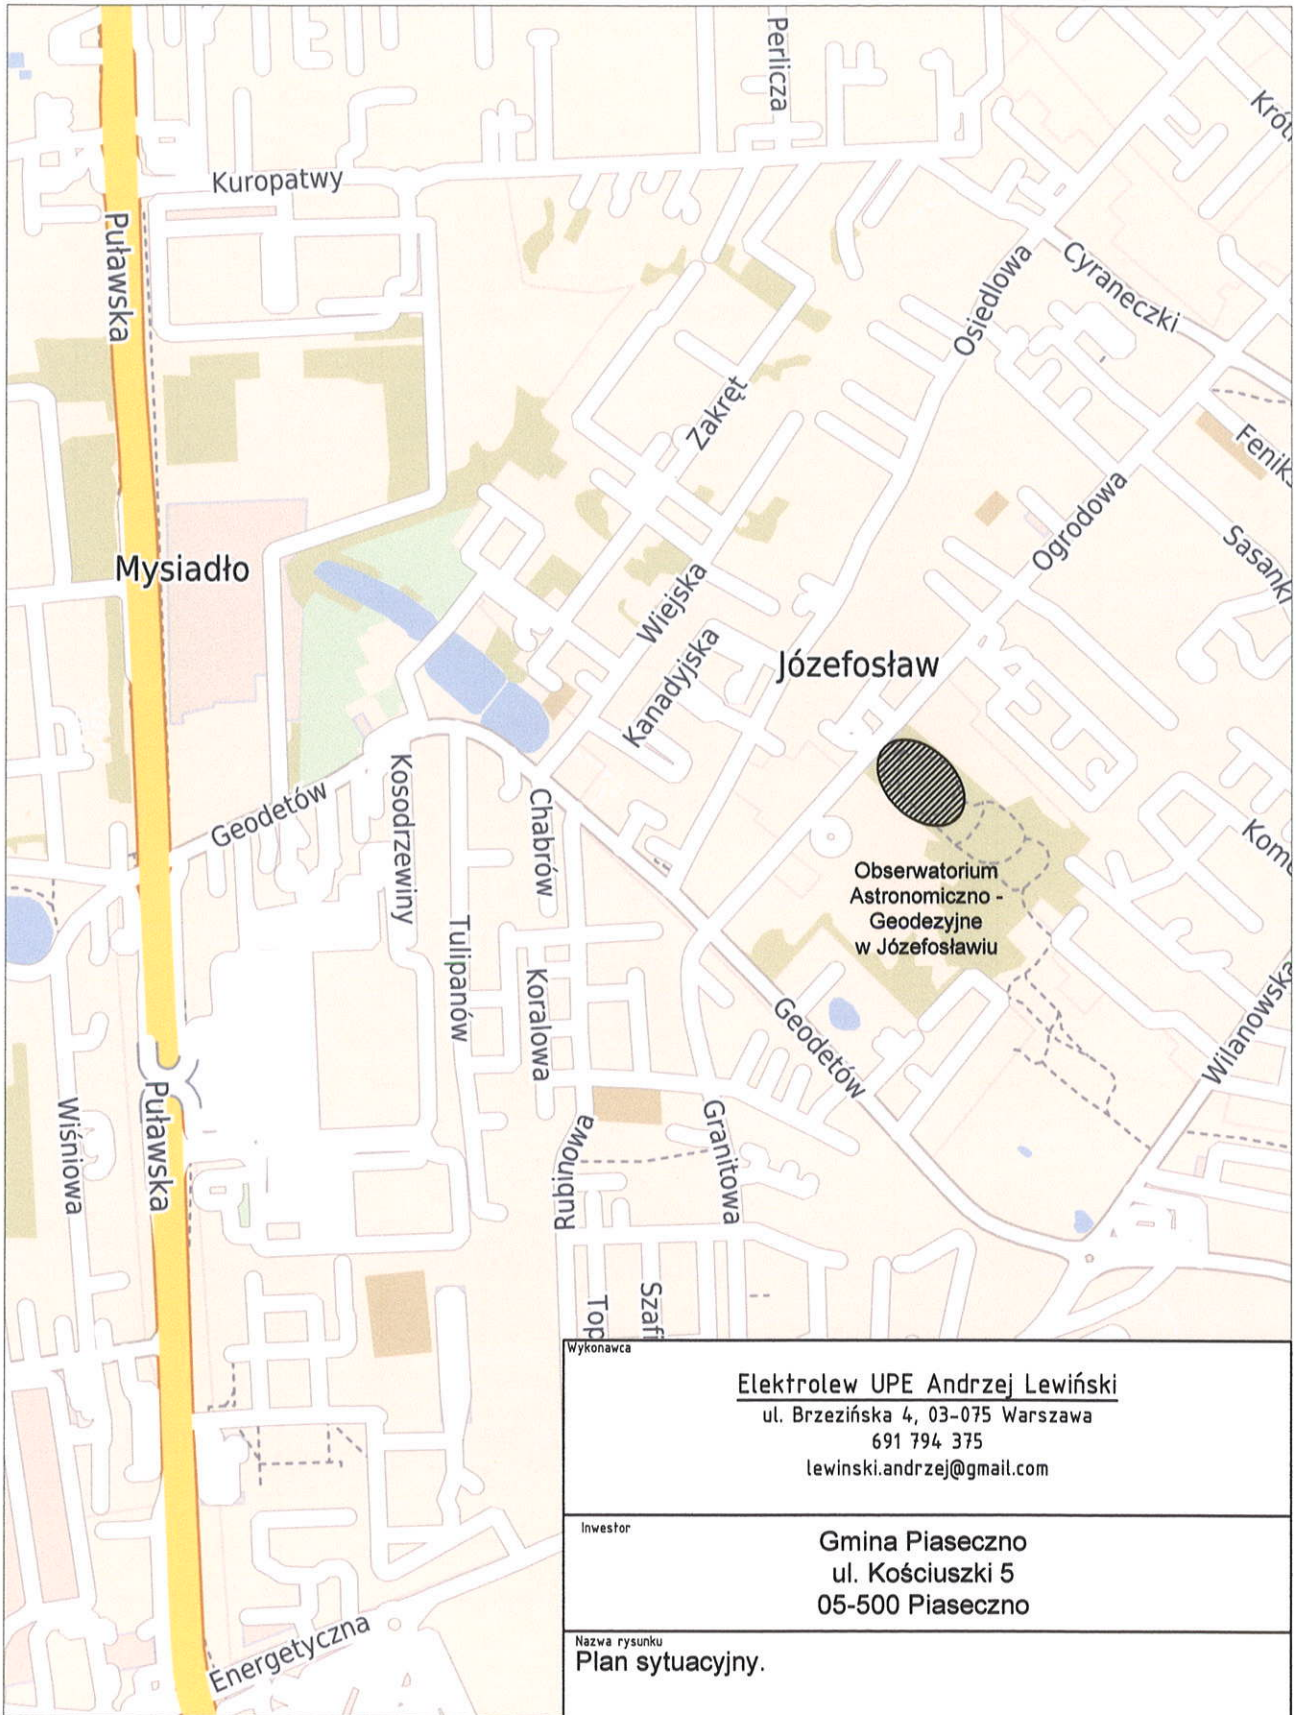 Perlicza
Kuropatwy
Puławska
Osiedlowa
Cyraneczki
Zakręt
Ogrodowa
Sasanki
Mysiadło
Wiejska
Kanadyjska
Józefosław
Geodetów
Kosodrzewiny
Chabrów
Tulipanów
Koralowa
Obserwatorium
Astronomiczno -
Geodezyjne
w Józefosławiu
Geodetów
Wilanowska
Wiśniowa
Puławska
Rubinowa
Granitowa
Top
Szafi
Energetyczna
Wykonawca
Elektrolew UPE Andrzej Lewiński
ul. Brzezińska 4, 03-075 Warszawa
691 794 375
lewinski.andrzej@gmail.com
Inwestor
Gmina Piaseczno
ul. Kościuszki 5
05-500 Piaseczno
Nazwa rysunku
Plan sytuacyjny.